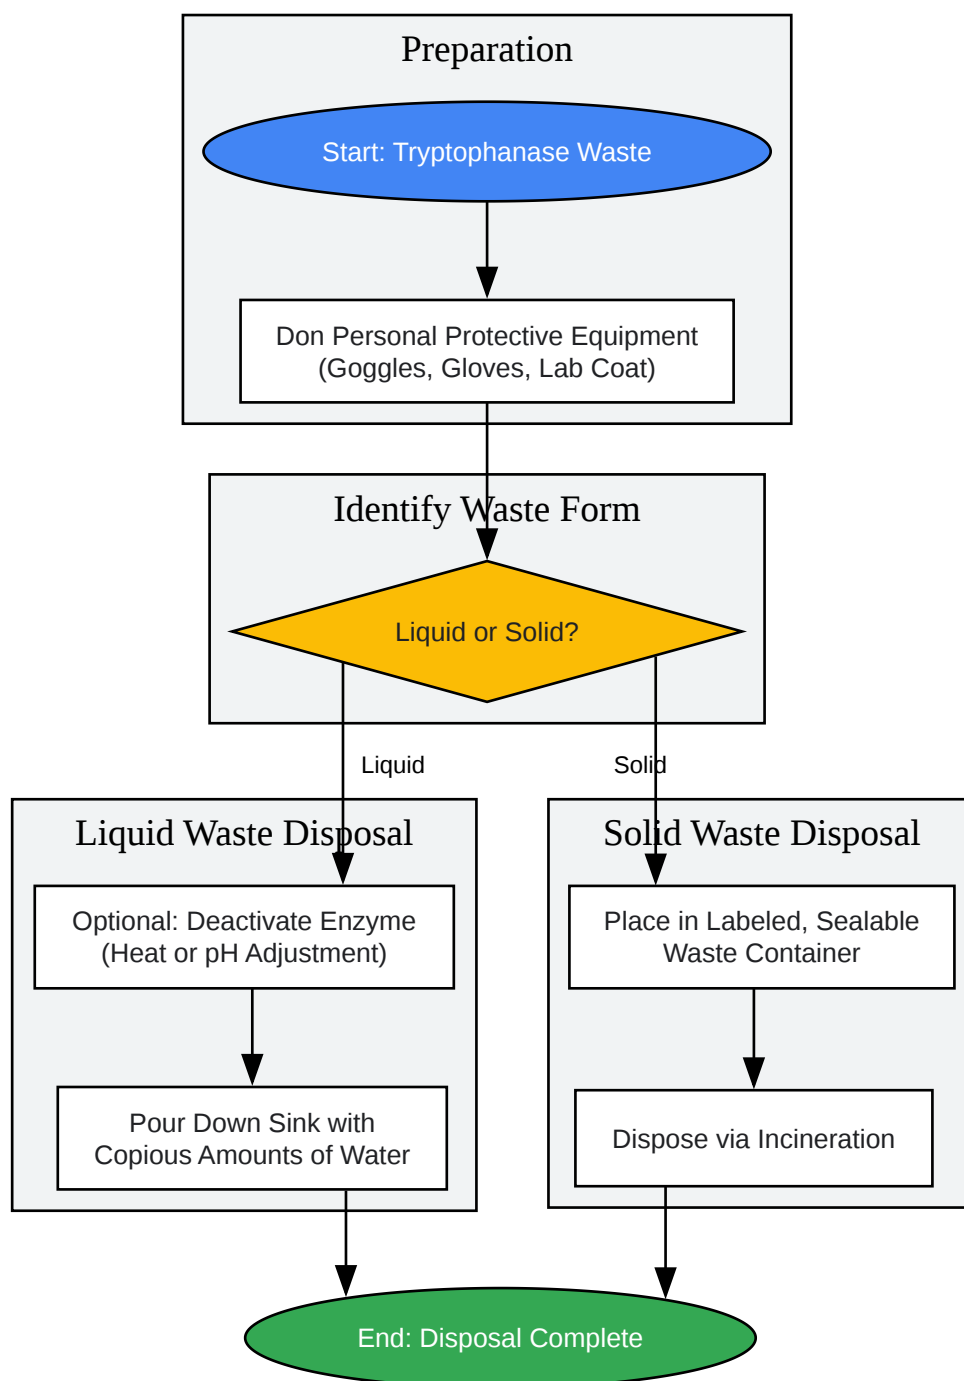 Preparation
Start: Tryptophanase Waste
Don Personal Protective Equipment
(Goggles, Gloves, Lab Coat)
Identify Waste Form
Liquid or Solid?
Liquid
Solid
Liquid Waste Disposal
Optional: Deactivate Enzyme
(Heat or pH Adjustment)
Pour Down Sink with
Copious Amounts of Water
Solid Waste Disposal
Place in Labeled, Sealable
Waste Container
Dispose via Incineration
End: Disposal Complete